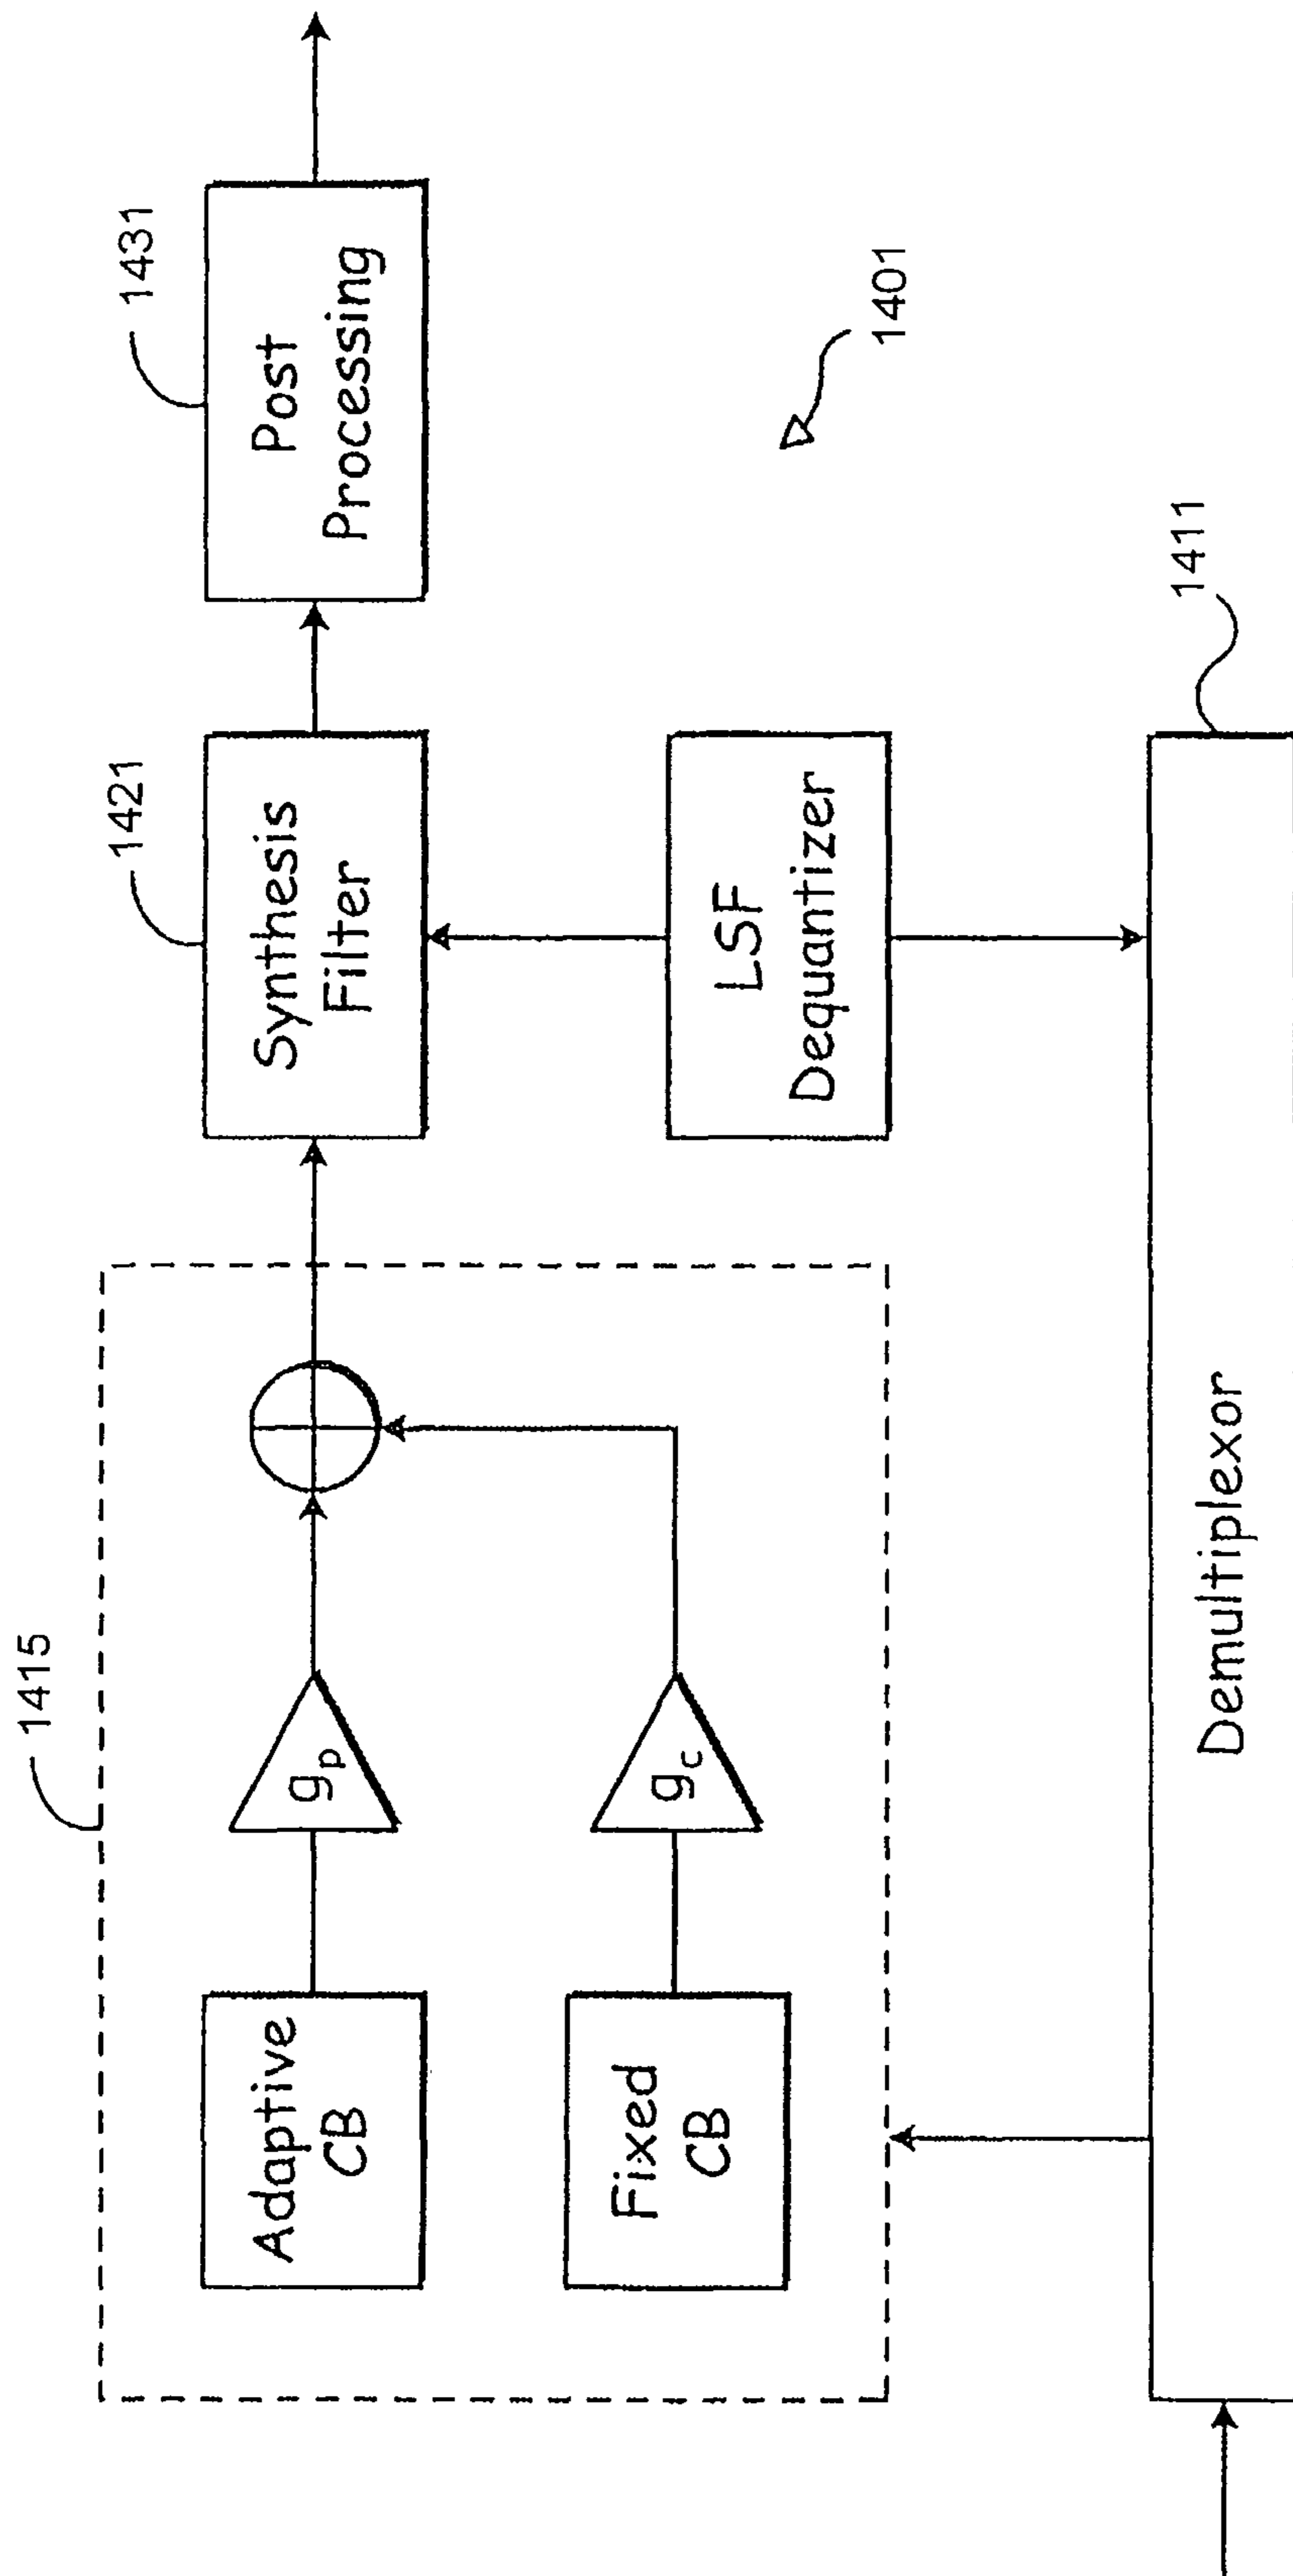 1415
Adaptive
CB
g_p
Fixed
CB
g_c
1421
Synthesis
Filter
1431
Post
Processing
LSF
Dequantizer
1401
Demultiplexor
1411